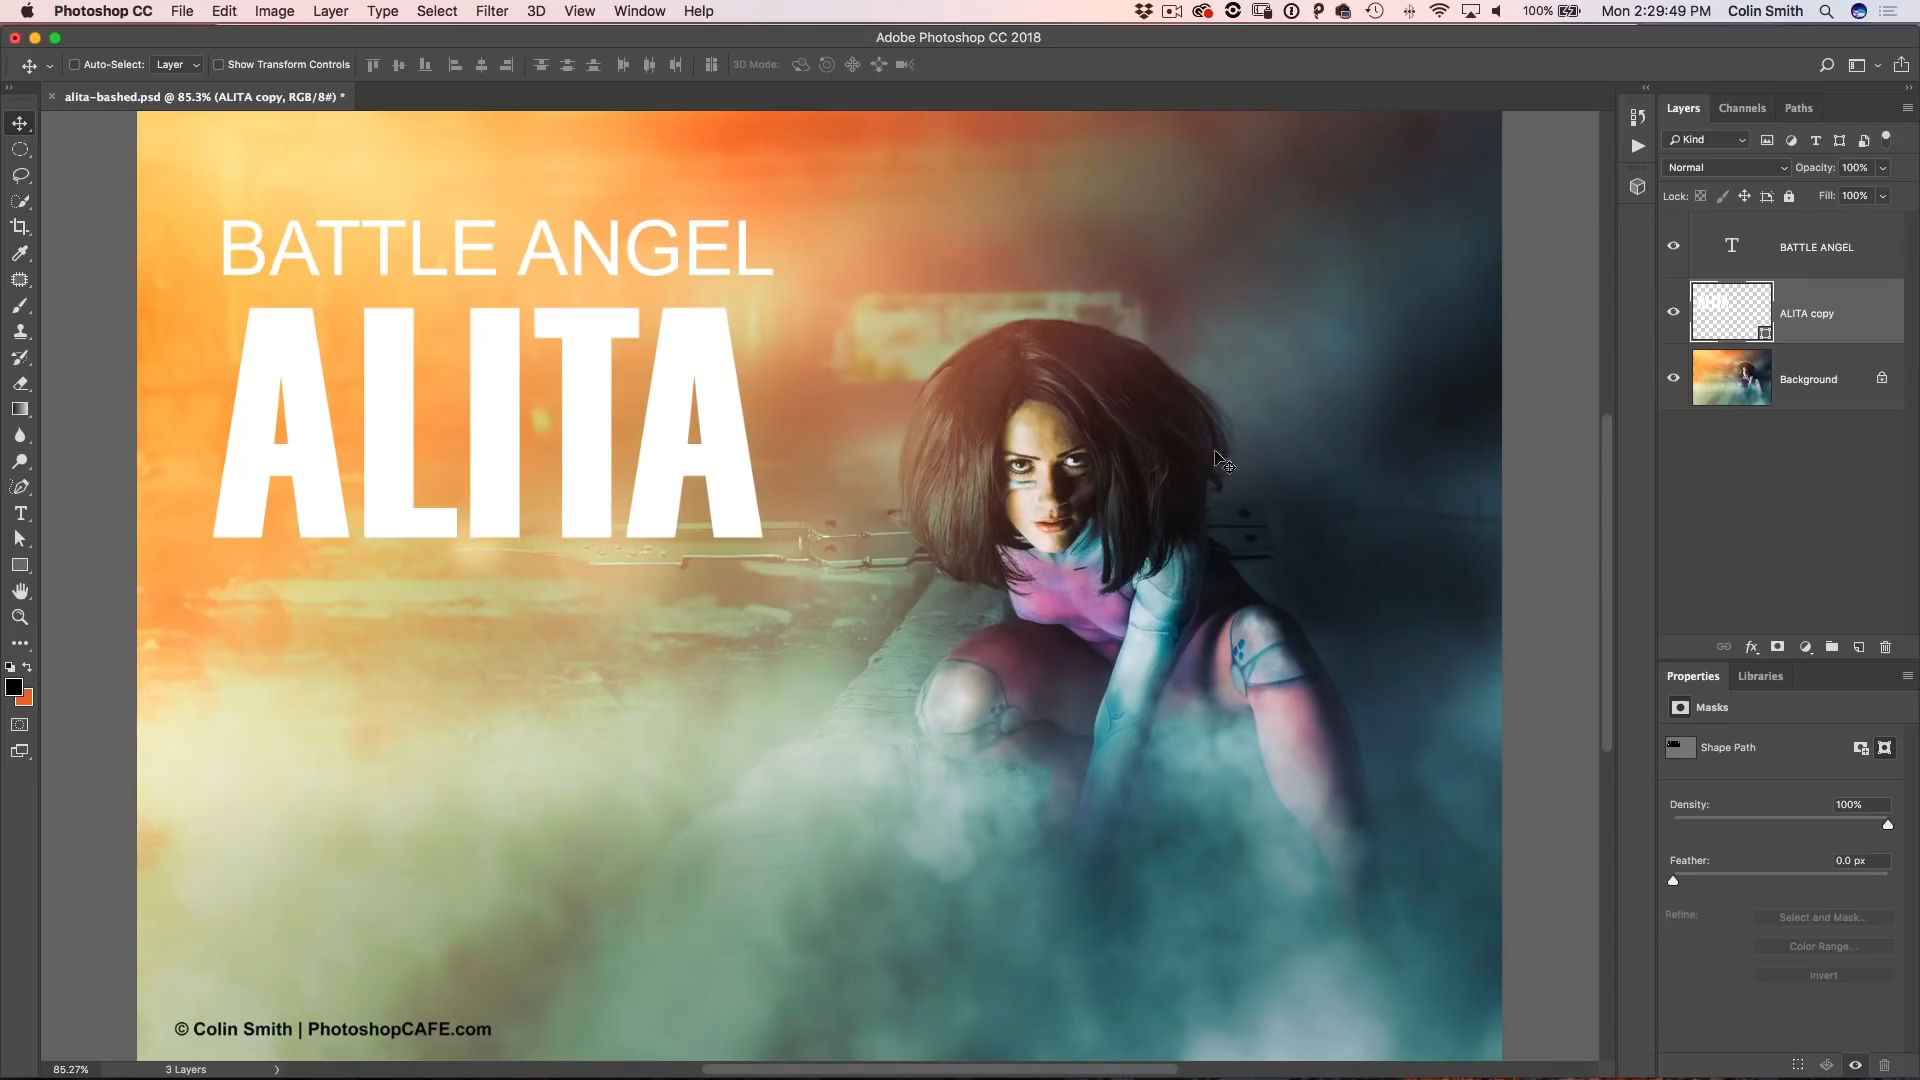 Photoshop CC File Edit Image Layer Type Select Filter 3D View Window Help 100% Mon 2:29:49 PM Colin Smith
Adobe Photoshop CC 2018
Auto-Select: Layer Show Transform Controls 3D Mode:
alita-bashed.psd @ 85.3% (ALITA copy, RGB/8#) *
BATTLE ANGEL
ALITA
© Colin Smith | PhotoshopCAFE.com
85.27% 3 Layers
Layers Channels Paths
Kind
Normal Opacity: 100%
Lock: Fill: 100%
BATTLE ANGEL
ALITA copy
Background
Properties Libraries
Masks
Shape Path
Density: 100%
Feather: 0.0 px
Refine: Select and Mask...
Color Range...
Invert